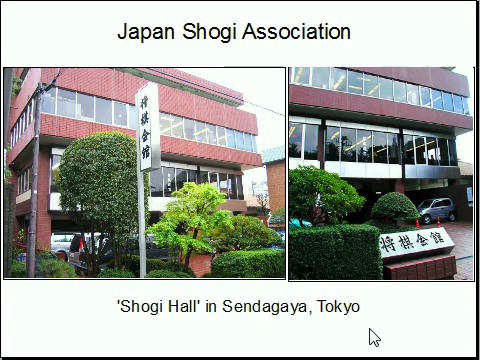 Japan Shogi Association
将棋会館
将棋会館
'Shogi Hall' in Sendagaya, Tokyo